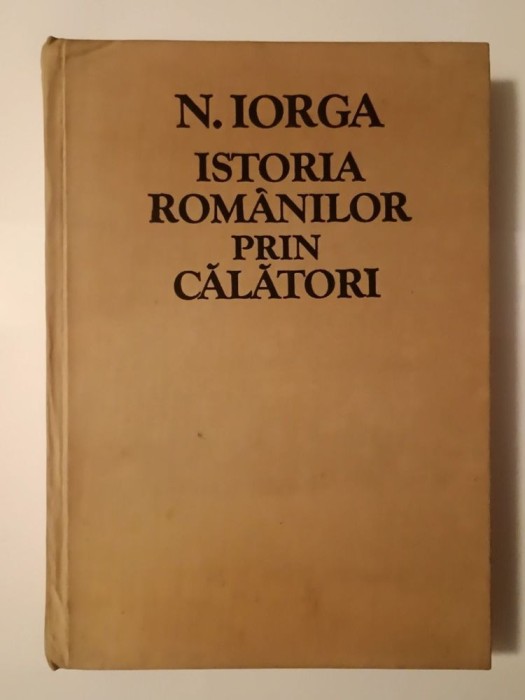 N. IORGA
ISTORIA
ROMÂNILOR
PRIN
CĂLĂTORI